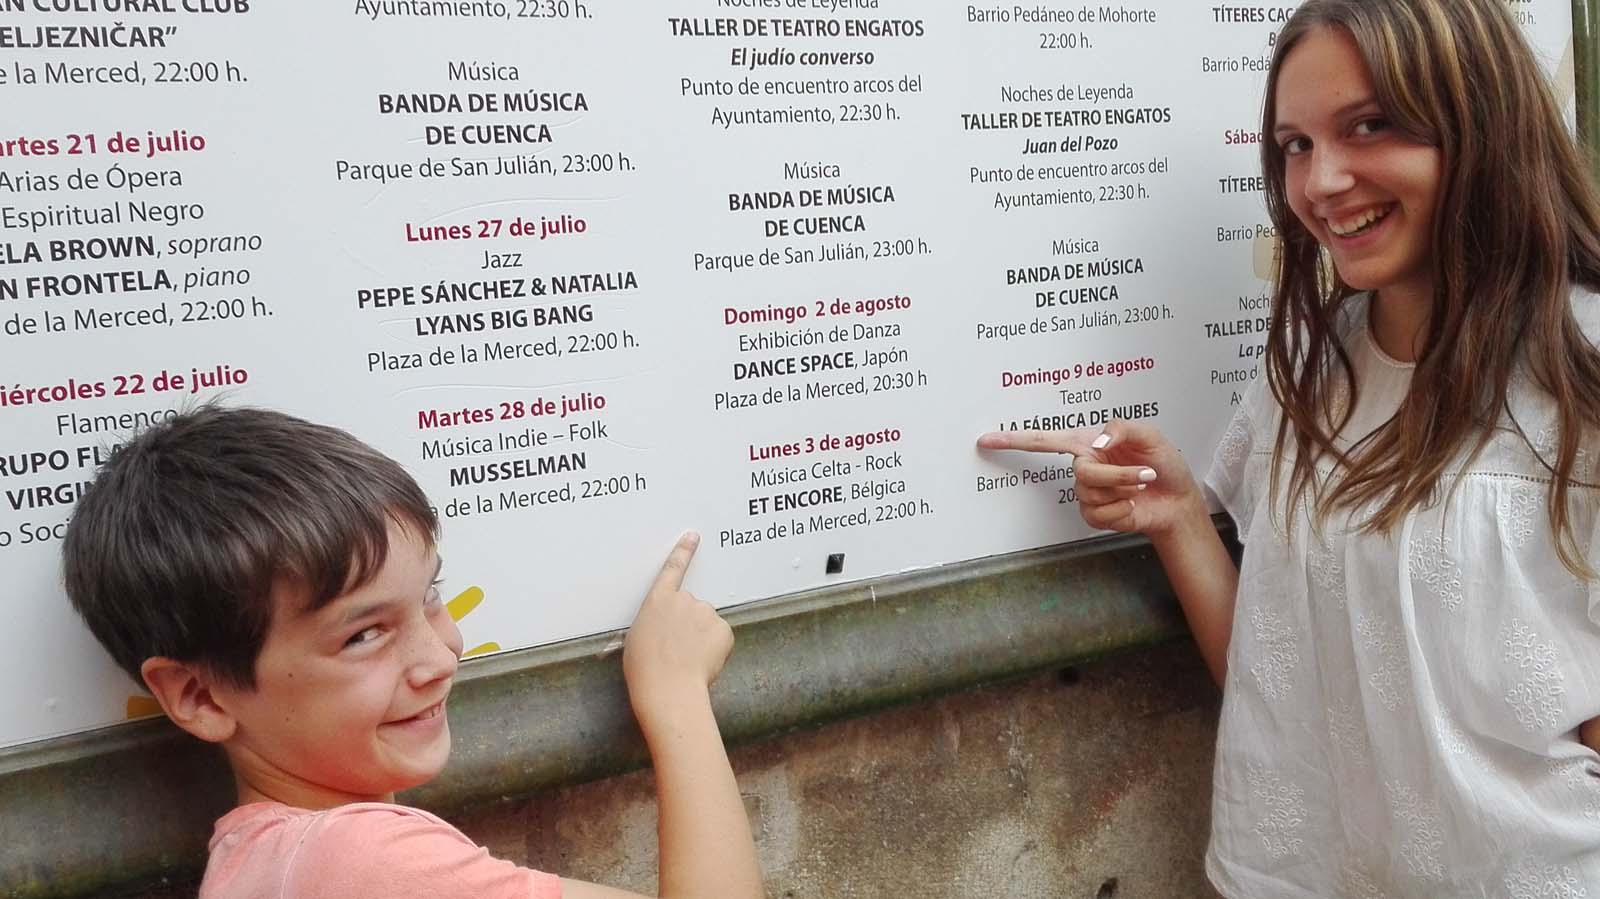 CULTURAL CLUB
ELJEZNIČAR”
de la Merced, 22:00 h.
Martes 21 de julio
Arias de Ópera
Espiritual Negro
ELA BROWN, soprano
FRONTELA, piano
de la Merced, 22:00 h.
Miércoles 22 de julio
Flamenco
Ayuntamiento, 22:30 h.
Música
BANDA DE MÚSICA
DE CUENCA
Parque de San Julián, 23:00 h.
Lunes 27 de julio
Jazz
PEPE SÁNCHEZ & NATALIA
LYANS BIG BANG
Plaza de la Merced, 22:00 h.
Martes 28 de julio
Música Indie – Folk
MUSSELMAN
de la Merced, 22:00 h
Noches de Leyenda
TALLER DE TEATRO ENGATOS
El judío converso
Punto de encuentro arcos del
Ayuntamiento, 22:30 h.
Música
BANDA DE MÚSICA
DE CUENCA
Parque de San Julián, 23:00 h.
Domingo 2 de agosto
Exhibición de Danza
DANCE SPACE, Japón
Plaza de la Merced, 20:30 h
Lunes 3 de agosto
Música Celta - Rock
ET ENCORE, Bélgica
Plaza de la Merced, 22:00 h.
Barrio Pedáneo de Mohorte
22:00 h.
Noches de Leyenda
TALLER DE TEATRO ENGATOS
Juan del Pozo
Punto de encuentro arcos del
Ayuntamiento, 22:30 h.
Música
BANDA DE MÚSICA
DE CUENCA
Parque de San Julián, 23:00 h.
Domingo 9 de agosto
Teatro
LA FÁBRICA DE NUBES
Barrio Pedáneo
TÍTERES
Barrio
TÍTERES
Barrio
TALLER DE
Punto